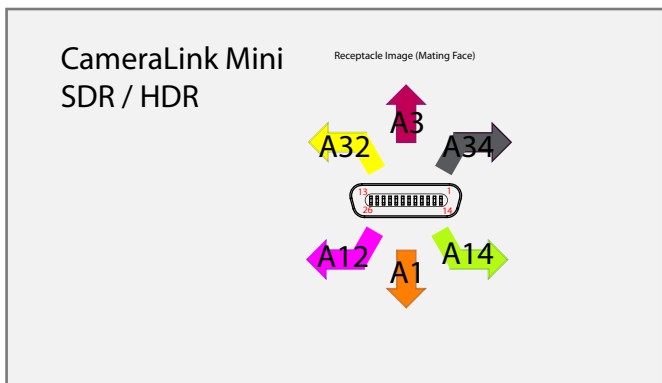 CameraLink Mini
SDR / HDR
Receptacle Image (Mating Face)
A3
A32
A34
13
1
26
14
A12
A1
A14